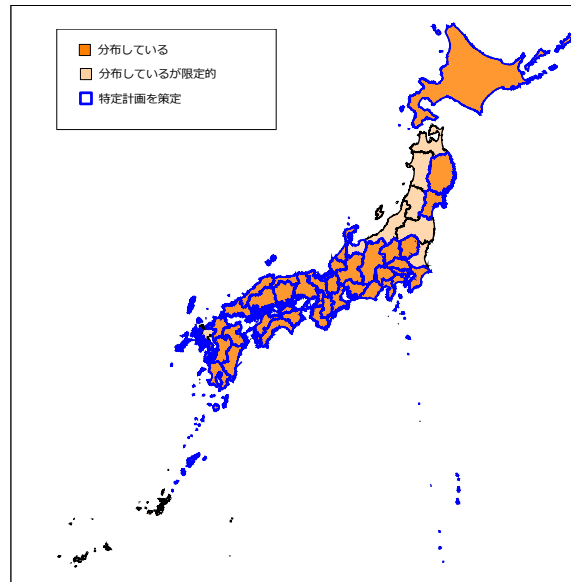 分布している
分布しているが限定的
特定計画を策定